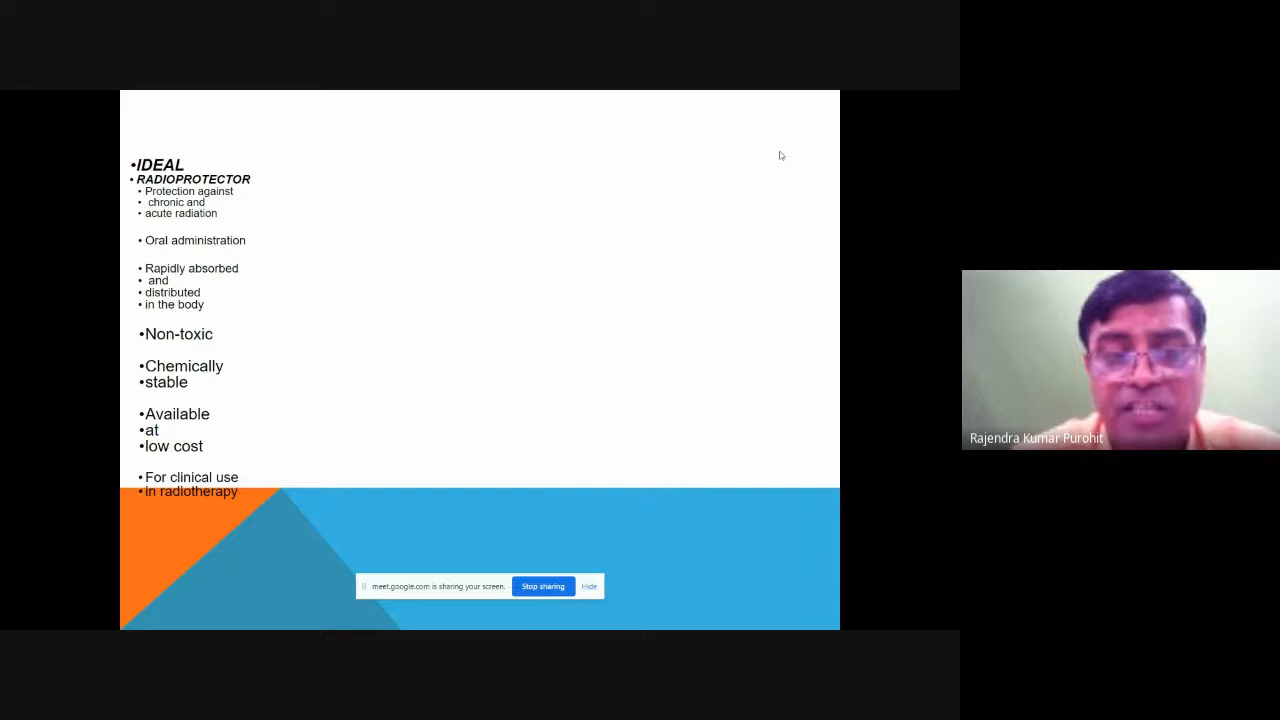 •IDEAL
• RADIOPROTECTOR
• Protection against
• chronic and
• acute radiation
• Oral administration
• Rapidly absorbed
• and
• distributed
• in the body
•Non-toxic
•Chemically
•stable
•Available
•at
•low cost
• For clinical use
• in radiotherapy
meet.google.com is sharing your screen. Stop sharing Hide
Rajendra Kumar Purohit